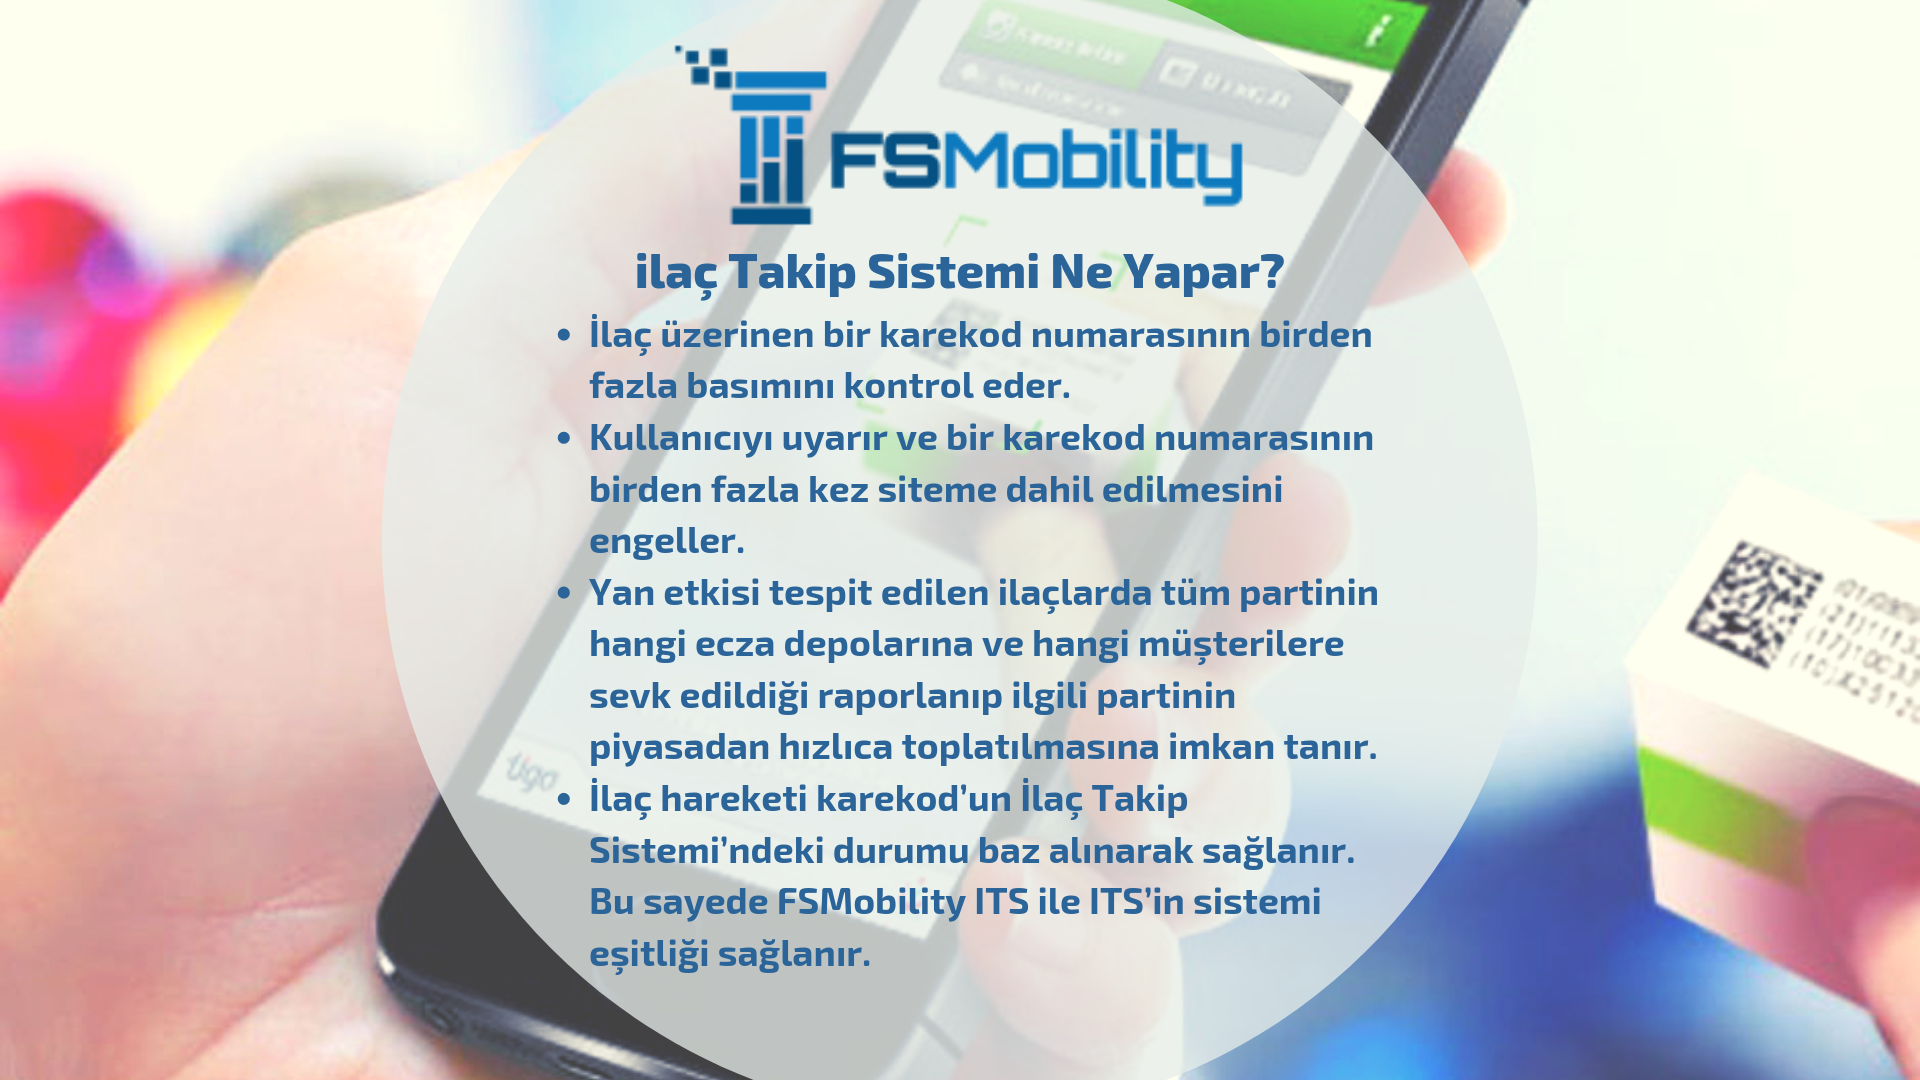 FSMobility
ilaç Takip Sistemi Ne Yapar?
• İlaç üzerinen bir karekod numarasının birden
fazla basımını kontrol eder.
• Kullanıcıyı uyarır ve bir karekod numarasının
birden fazla kez siteme dahil edilmesini
engeller.
• Yan etkisi tespit edilen ilaçlarda tüm partinin
hangi ecza depolarına ve hangi müşterilere
sevk edildiği raporlanıp ilgili partinin
piyasadan hızlıca toplatılmasına imkan tanır.
• İlaç hareketi karekod’un İlaç Takip
Sistemi’ndeki durumu baz alınarak sağlanır.
Bu sayede FSMobility ITS ile ITS’in sistemi
eşitliği sağlanır.